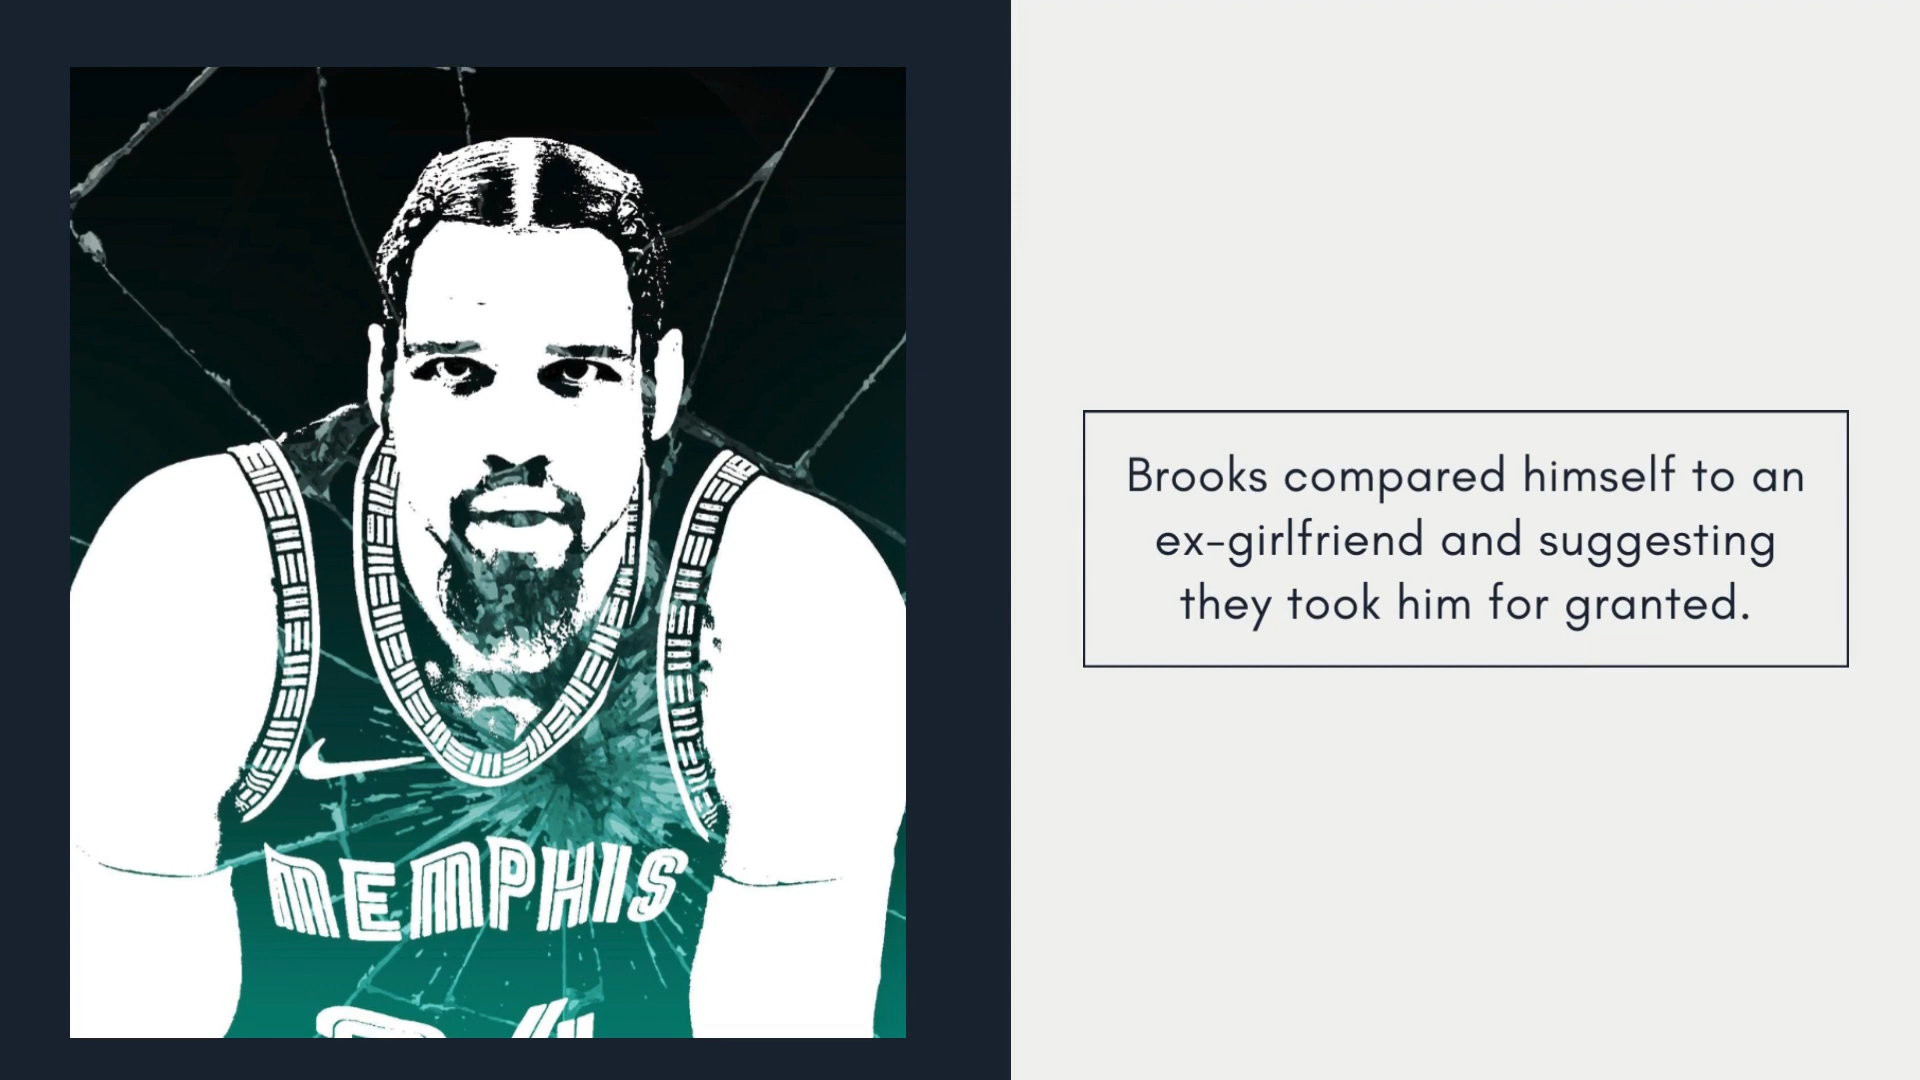 MEMPHIS
Brooks compared himself to an
ex-girlfriend and suggesting
they took him for granted.